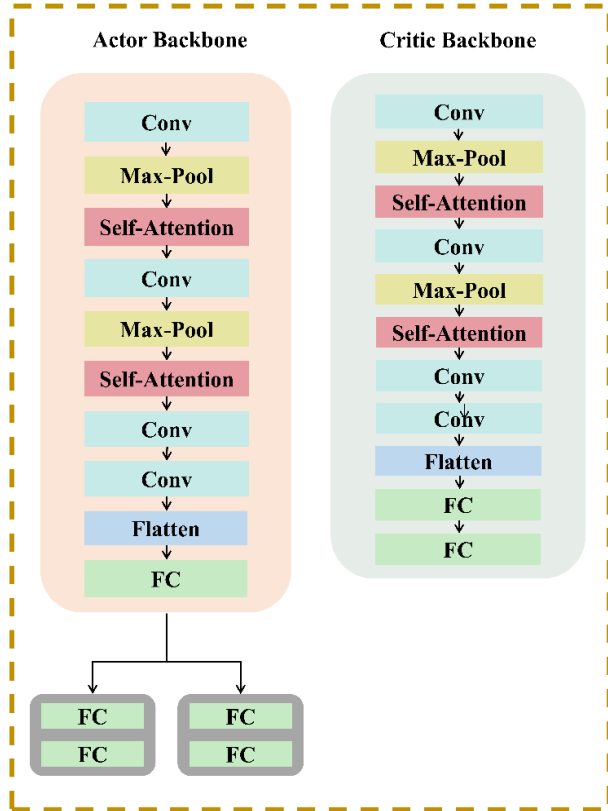 Actor Backbone
Conv
Max-Pool
Self-Attention
Conv
Max-Pool
Self-Attention
Conv
Conv
Flatten
FC
FC
FC
FC
FC
Critic Backbone
Conv
Max-Pool
Self-Attention
Conv
Max-Pool
Self-Attention
Conv
Conv
Flatten
FC
FC